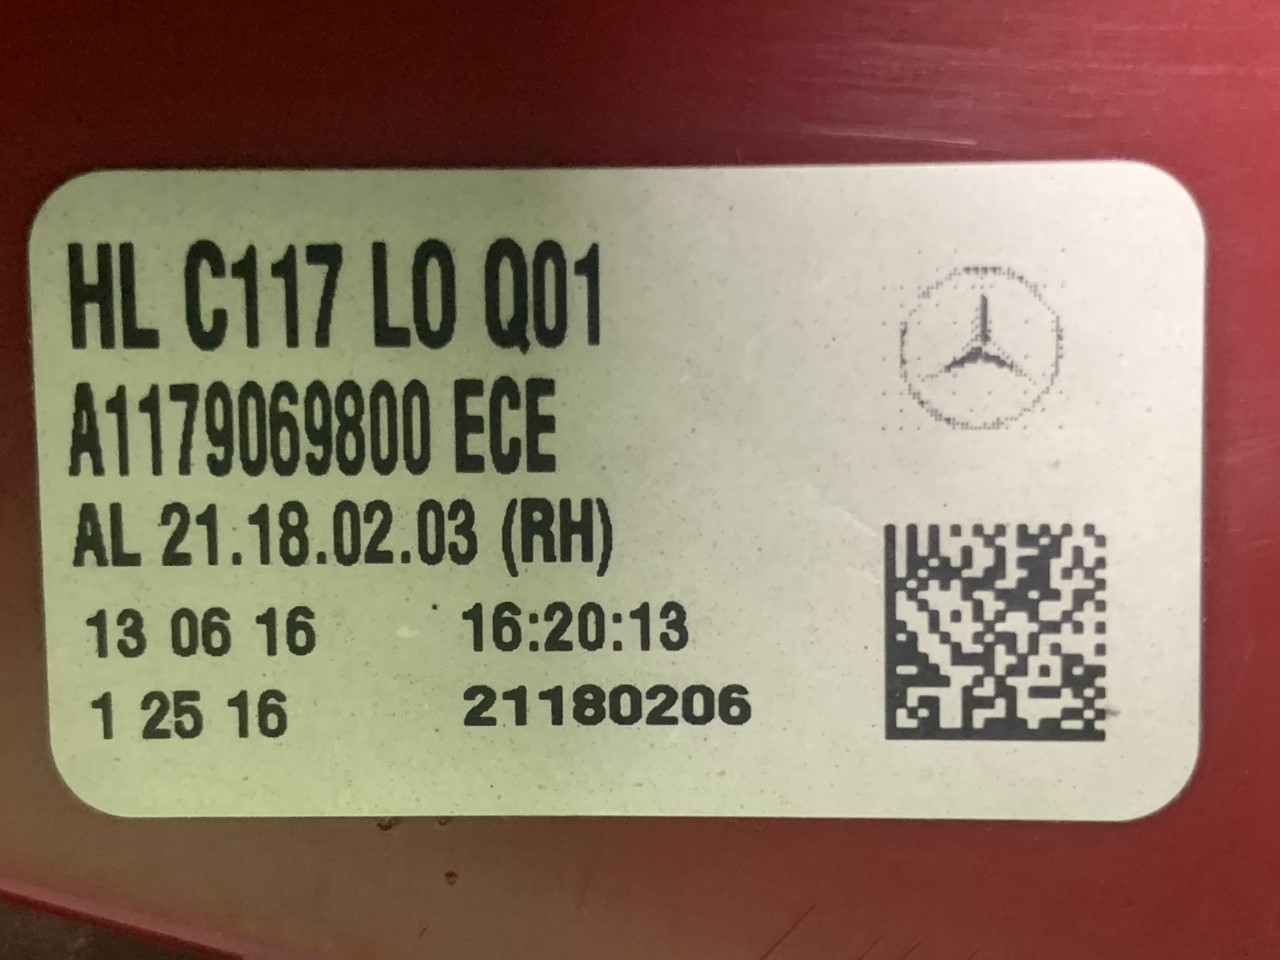 HL C117 LO Q01
A1179069800 ECE
AL 21.18.02.03 (RH)
13 06 16 16:20:13
1 25 16 21180206